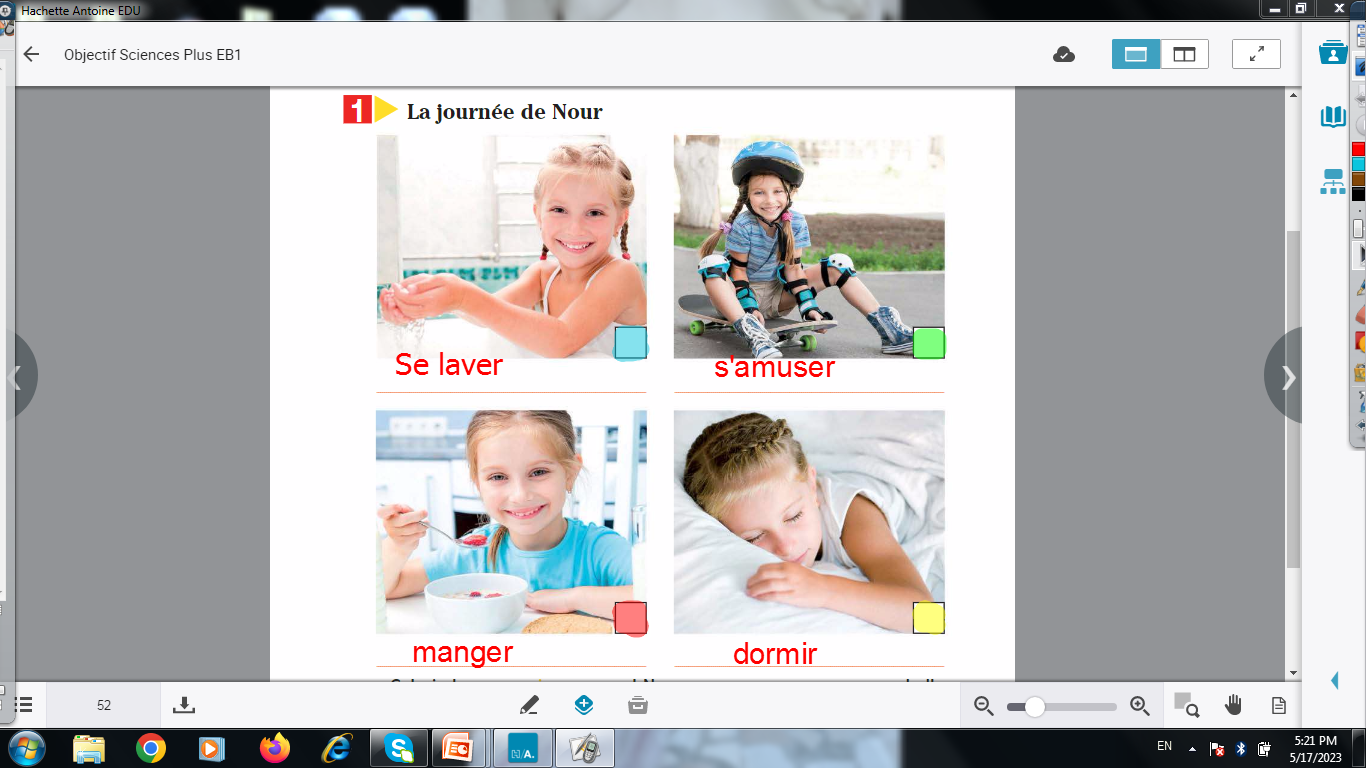 Hachette Antoine EDU
Objectif Sciences Plus EB1
1 La journée de Nour
Se laver
s'amuser
manger
dormir
52
H/A.
EN
5:21 PM
5/17/2023